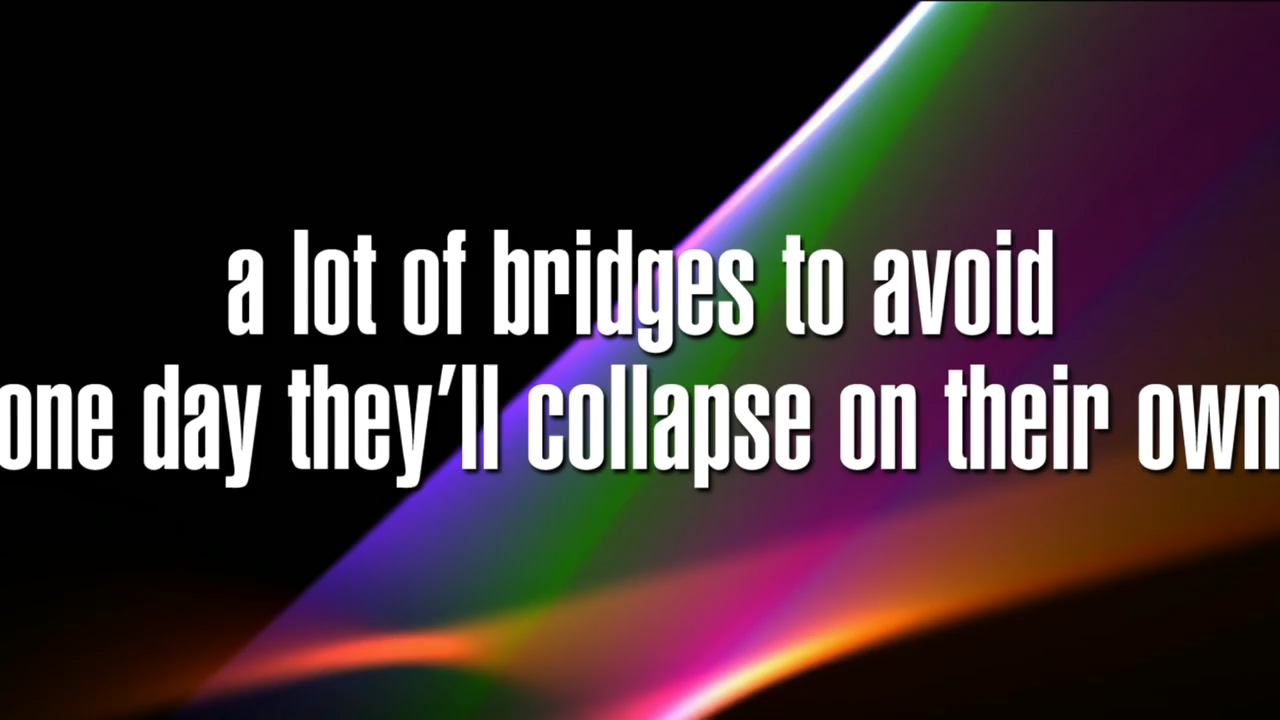 a lot of bridges to avoid
one day they’ll collapse on their own